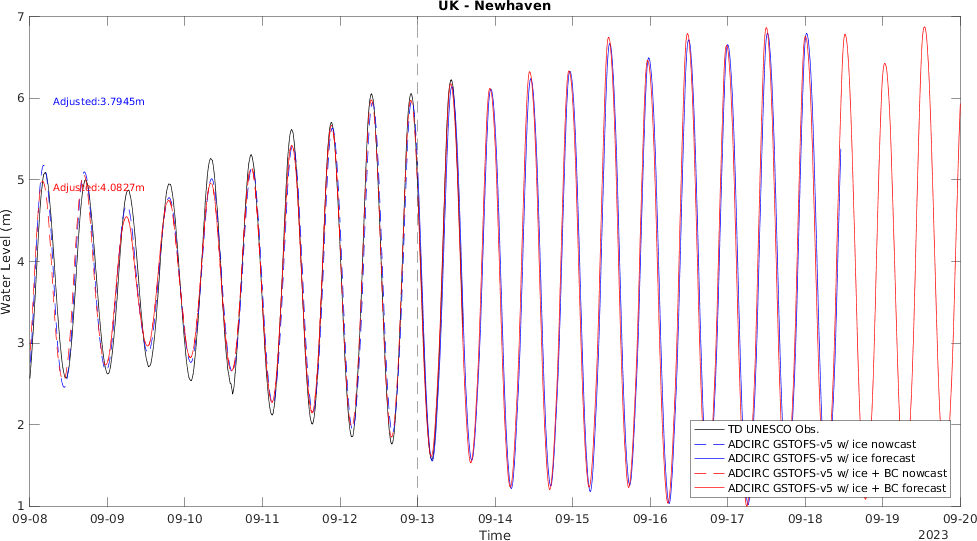 UK - Newhaven
7
6
5
4
3
2
1
Water Level (m)
Adjusted:3.7945m
Adjusted:4.0827m
TD UNESCO Obs.
ADCIRC GSTOFS-v5 w/ ice nowcast
ADCIRC GSTOFS-v5 w/ ice forecast
ADCIRC GSTOFS-v5 w/ ice + BC nowcast
ADCIRC GSTOFS-v5 w/ ice + BC forecast
09-08 09-09 09-10 09-11 09-12 09-13 09-14 09-15 09-16 09-17 09-18 09-19 09-20
Time
2023